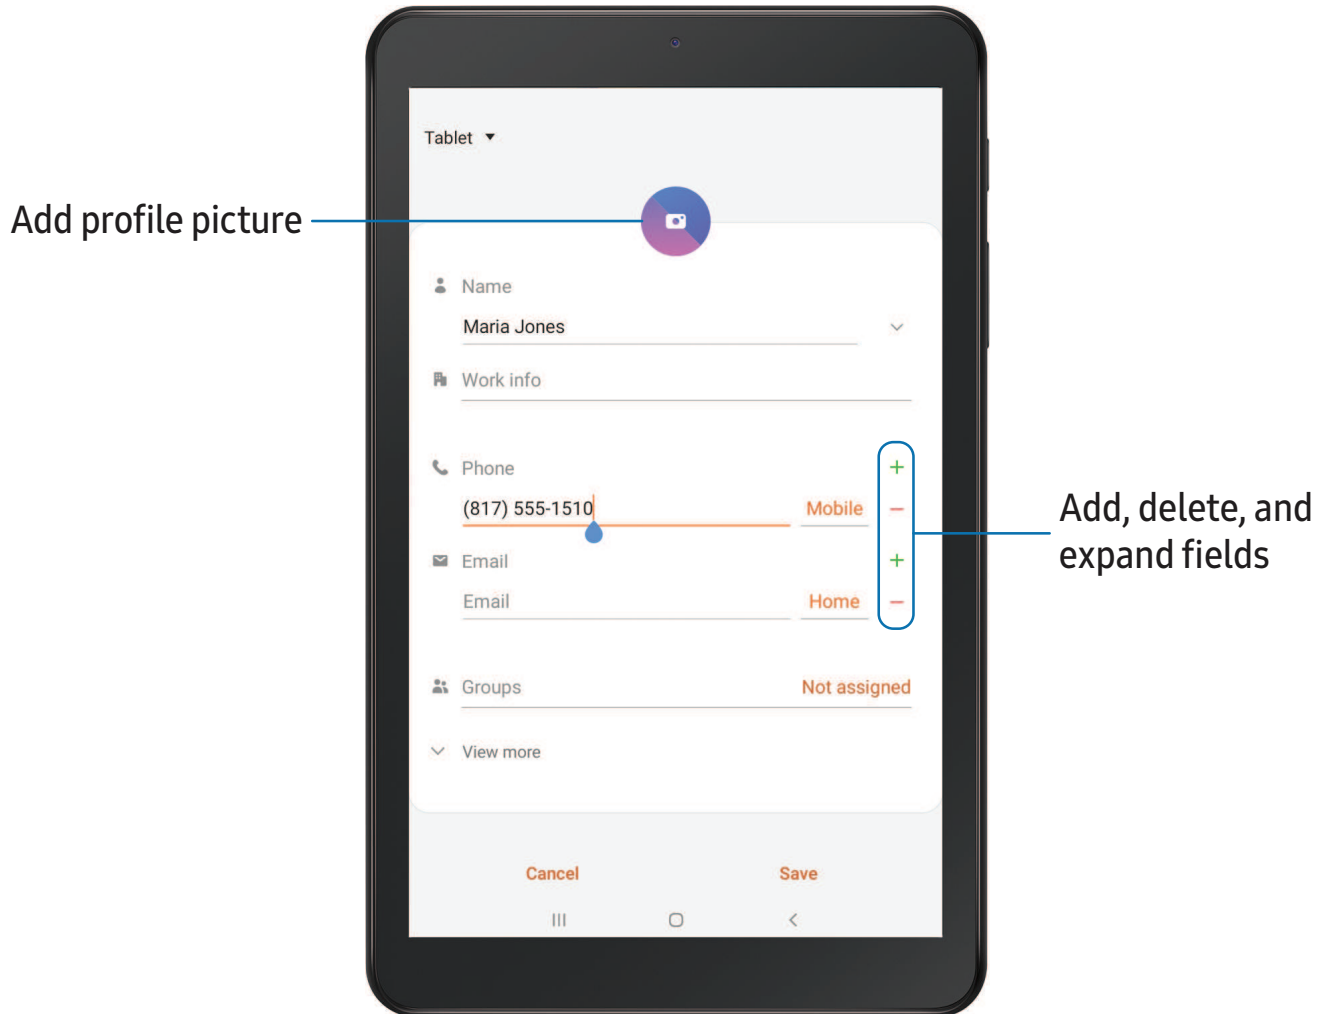 Tablet
Add profile picture
Name
Maria Jones
Work info
Phone
(817) 555-1510 Mobile
Add, delete, and
expand fields
Email
Email Home
Groups Not assigned
View more
Cancel Save